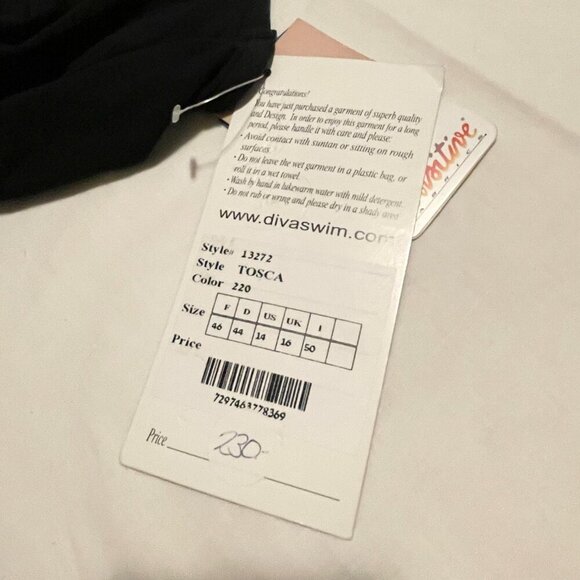 Congratulations!
You have just purchased a garment of superb quality
and Design. In order to enjoy this garment for a long
period, please handle it with care and please:
• Avoid contact with suntan or sitting on rough
surfaces.
• Do not leave the wet garment in a plastic bag, or
roll it in a wet towel.
• Wash by hand in lukewarm water with mild detergent.
• Do not rub or wring and please dry in a shady area
www.divaswim.com
Style# 13272
Style TOSCA
Color 220
Size F D US UK I
46 44 14 16 50
Price
7297463778369
Price 230-
sitive